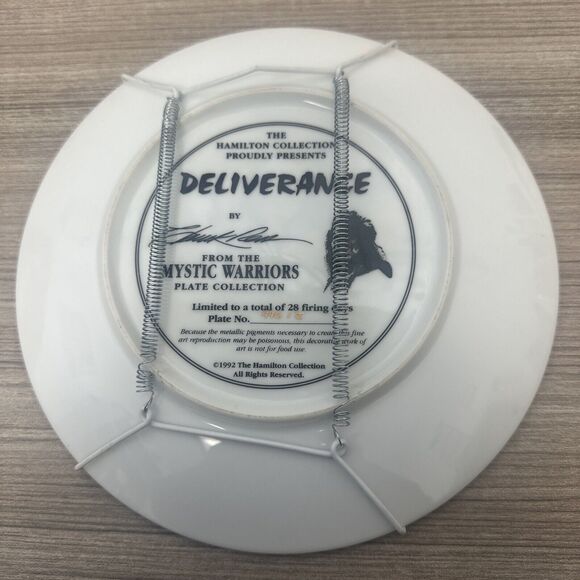 THE
HAMILTON COLLECTION
PROUDLY PRESENTS
DELIVERANCE
BY
Chuck Ren
FROM THE
MYSTIC WARRIORS
PLATE COLLECTION
Limited to a total of 28 firing days
Plate No.
Because the metallic pigments necessary to create this fine
art reproduction may be poisonous, this decorative work of
art is not for food use.
©1992 The Hamilton Collection
All Rights Reserved.